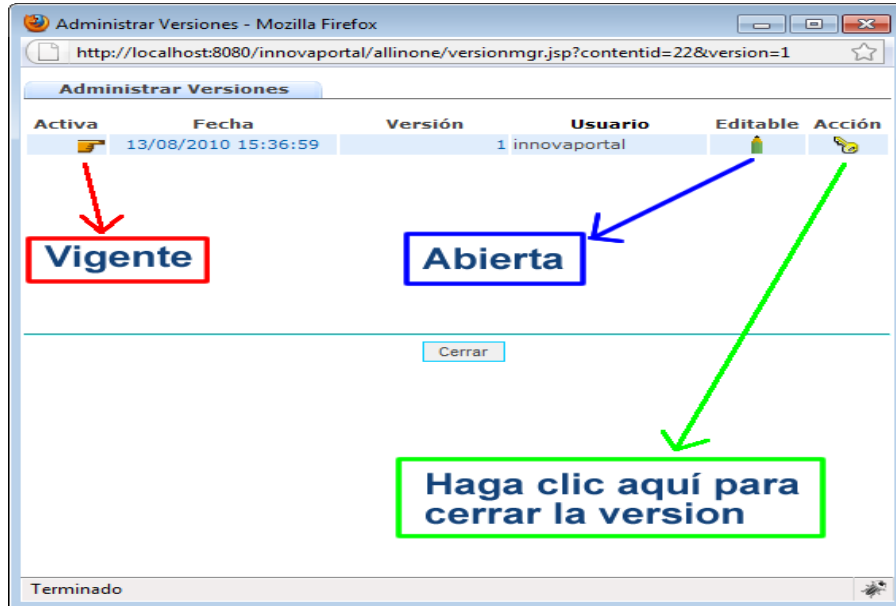 Administrar Versiones - Mozilla Firefox
http://localhost:8080/innovaportal/allinone/versionmgr.jsp?contentid=22&version=1
Administrar Versiones
Activa Fecha Versión Usuario Editable Acción
13/08/2010 15:36:59 1 innovaportal
Vigente
Abierta
Cerrar
Haga clic aquí para
cerrar la version
Terminado